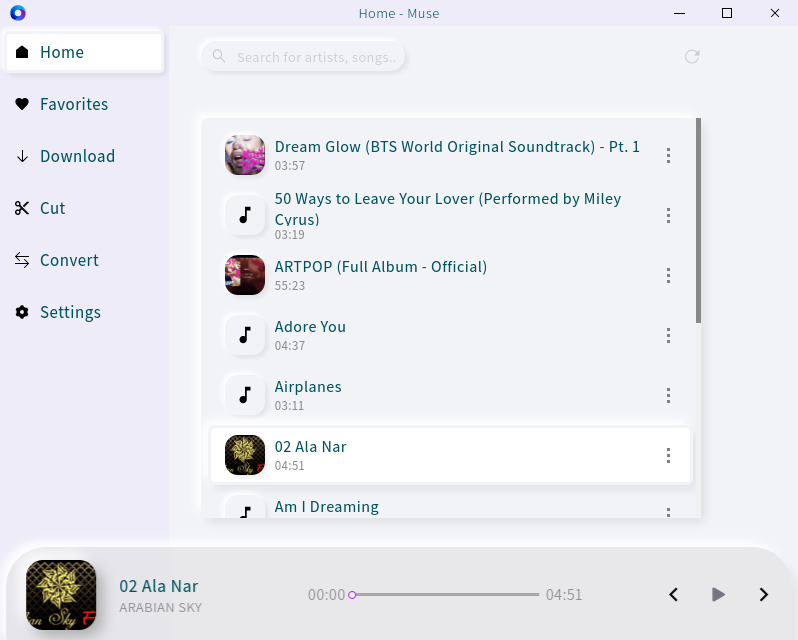 Home - Muse
Home
Favorites
Download
Cut
Convert
Settings
Search for artists, songs..
Dream Glow (BTS World Original Soundtrack) - Pt. 1
03:57
50 Ways to Leave Your Lover (Performed by Miley
Cyrus)
03:19
ARTPOP (Full Album - Official)
55:23
Adore You
04:37
Airplanes
03:11
02 Ala Nar
04:51
Am I Dreaming
02 Ala Nar
ARABIAN SKY
00:00
04:51